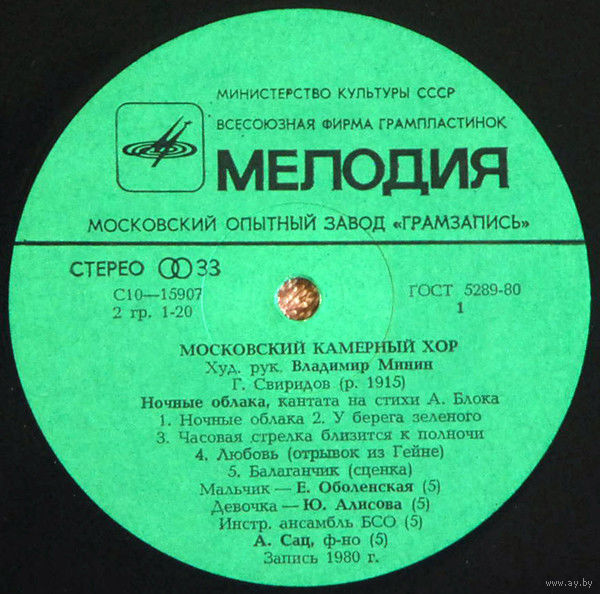 МИНИСТЕРСТВО КУЛЬТУРЫ СССР
ВСЕСОЮЗНАЯ ФИРМА ГРАМПЛАСТИНОК
МЕЛОДИЯ
МОСКОВСКИЙ ОПЫТНЫЙ ЗАВОД «ГРАМЗАПИСЬ»
СТЕРЕО 33
С10—15907
ГОСТ 5289-80
2 гр. 1-20
1
МОСКОВСКИЙ КАМЕРНЫЙ ХОР
Худ. рук. Владимир Минин
Г. Свиридов (р. 1915)
Ночные облака, кантата на стихи А. Блока
1. Ночные облака 2. У берега зеленого
3. Часовая стрелка близится к полночи
4. Любовь (отрывок из Гейне)
5. Балаганчик (сценка)
Мальчик — Е. Оболенская (5)
Девочка — Ю. Алисова (5)
Инстр. ансамбль БСО (5)
А. Сац, ф-но (5)
Запись 1980 г.
www.ay.by